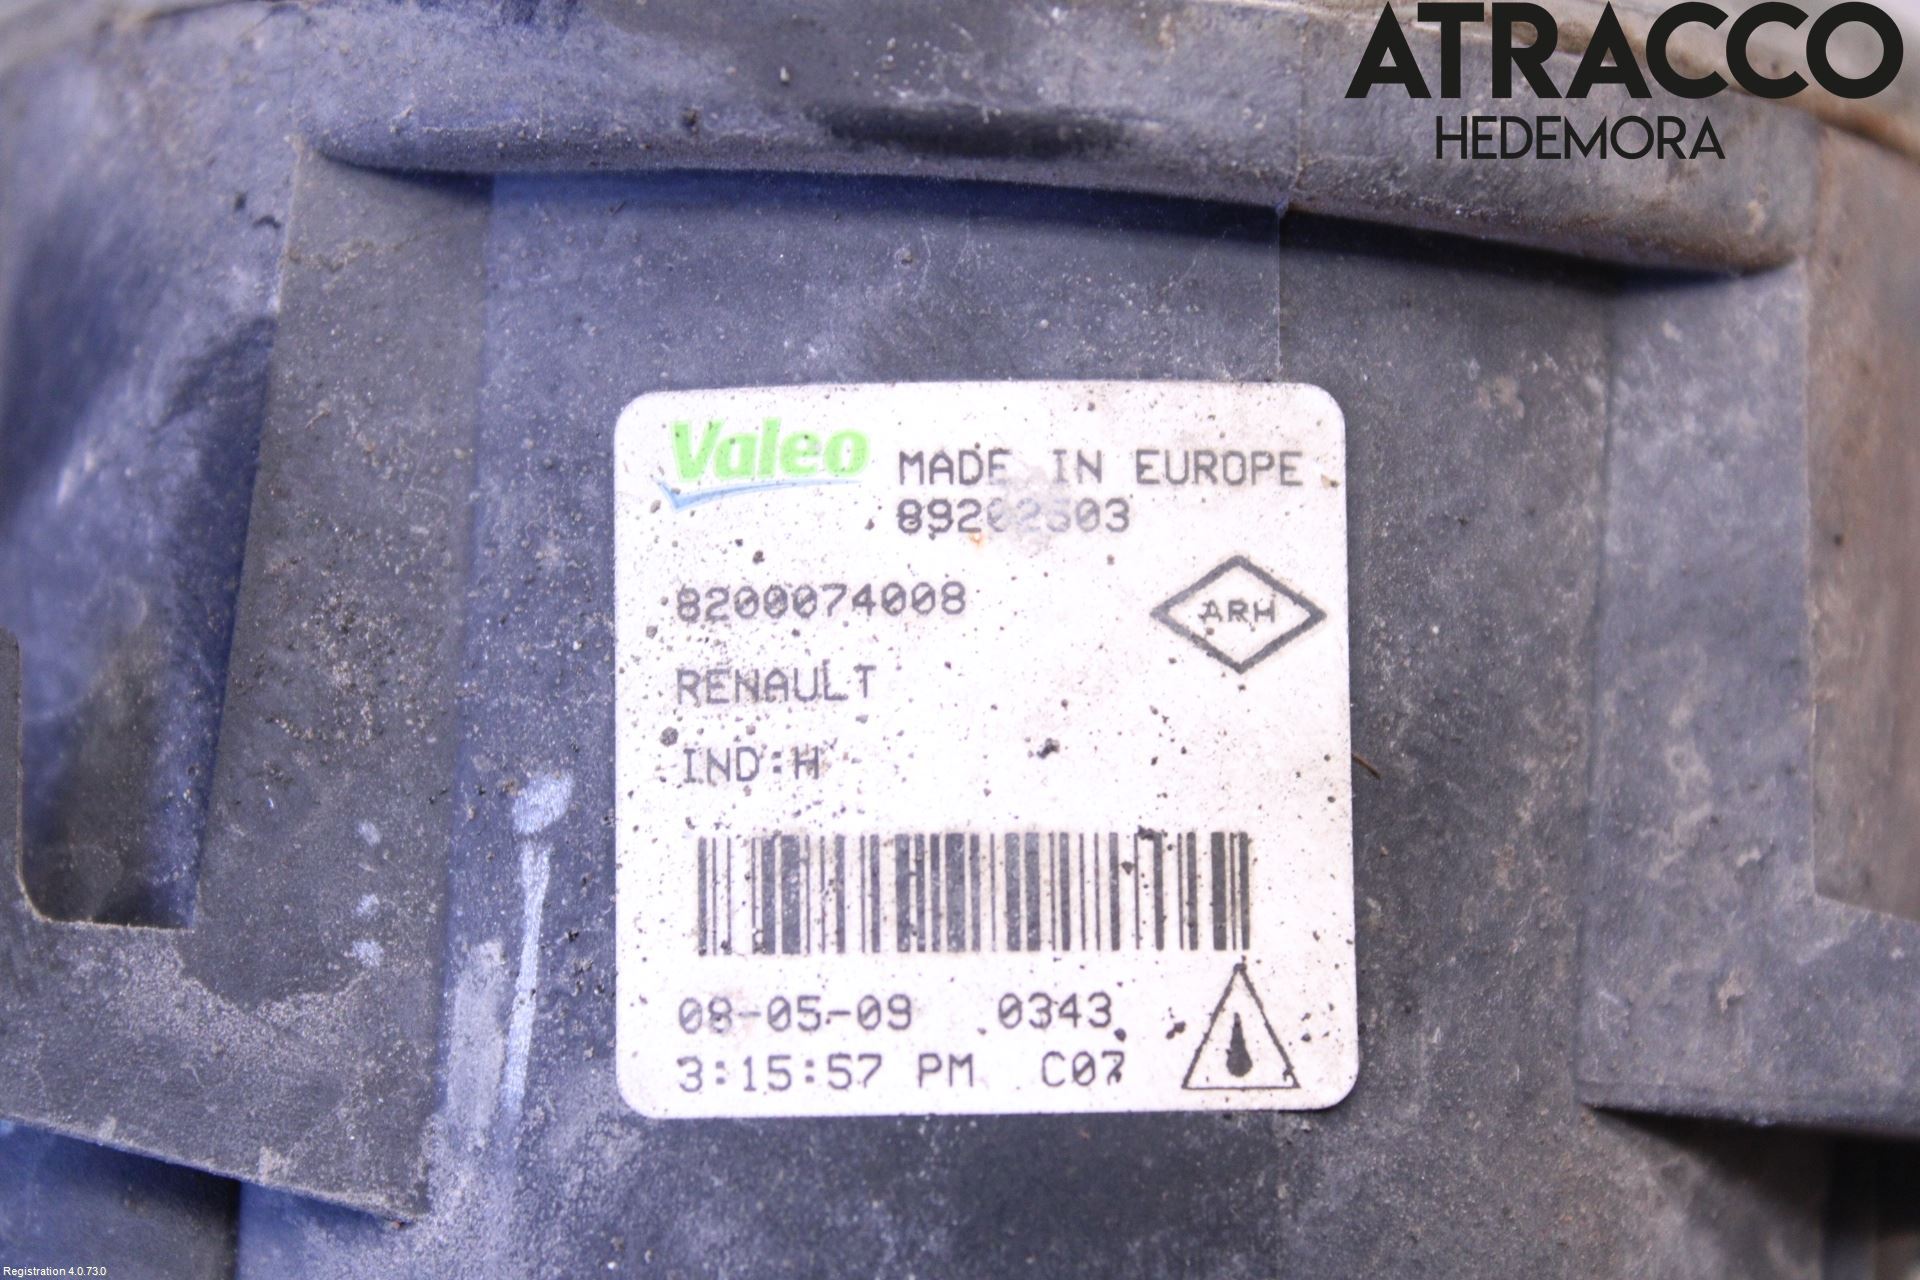 ATRACCO
HEDEMORA
Valeo MADE IN EUROPE
8200074008
ARH
RENAULT
IND:H
08-05-09 0343
3:15:57 PM C07
Registration 4.0.73.0